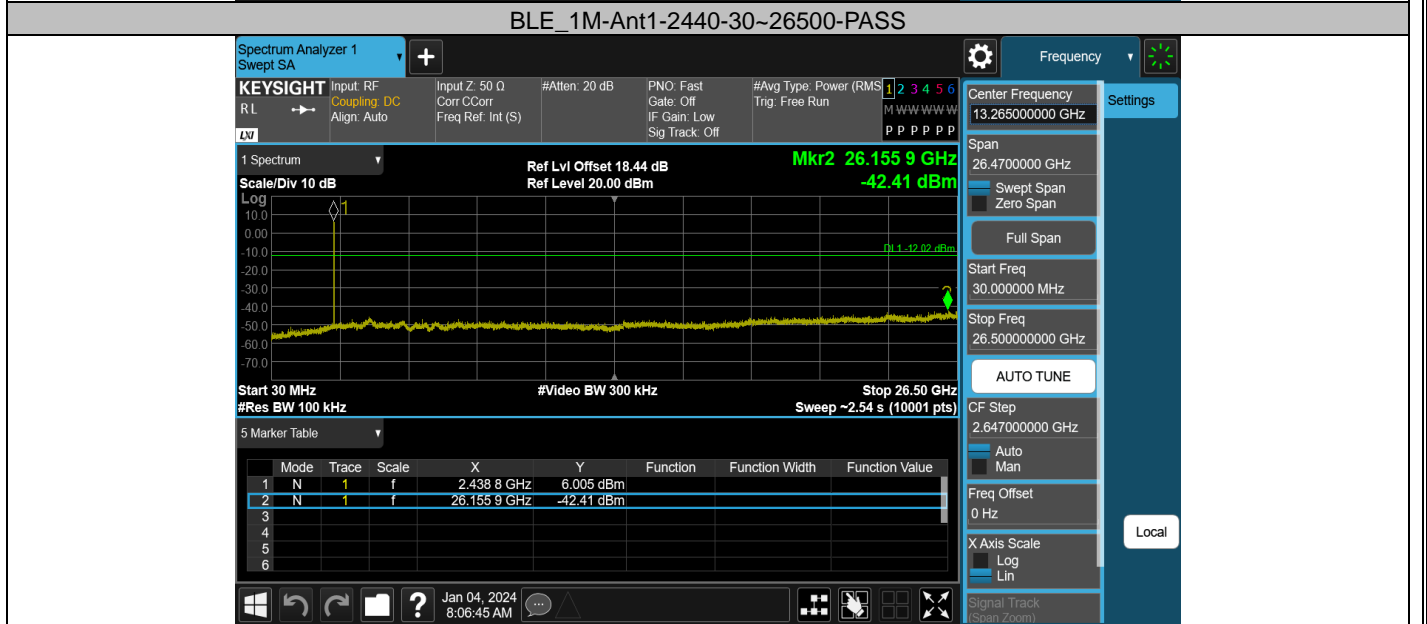 BLE_1M-Ant1-2440-30~26500-PASS
Spectrum Analyzer 1
Swept SA
+
Frequency
KEYSIGHT
RL
LXI
Input: RF
Coupling: DC
Align: Auto
Input Z: 50 Ω
Corr CCorr
Freq Ref: Int (S)
#Atten: 20 dB
PNO: Fast
Gate: Off
IF Gain: Low
Sig Track: Off
#Avg Type: Power (RMS
Trig: Free Run
1 2 3 4 5 6
M W W W W W
P P P P P P
1 Spectrum
Scale/Div 10 dB
Ref Lvl Offset 18.44 dB
Ref Level 20.00 dBm
Mkr2 26.155 9 GHz
-42.41 dBm
Log
10.0
0.00
-10.0
-20.0
-30.0
-40.0
-50.0
-60.0
-70.0
1
DL1 -12.02 dBm
Start 30 MHz
#Video BW 300 kHz
Stop 26.50 GHz
#Res BW 100 kHz
Sweep ~2.54 s (10001 pts)
5 Marker Table
Mode Trace Scale X Y Function Function Width Function Value
1 N 1 f 2.438 8 GHz 6.005 dBm
2 N 1 f 26.155 9 GHz -42.41 dBm
3
4
5
6
Center Frequency
13.265000000 GHz
Settings
Span
26.4700000 GHz
Swept Span
Zero Span
Full Span
Start Freq
30.000000 MHz
Stop Freq
26.500000000 GHz
AUTO TUNE
CF Step
2.647000000 GHz
Auto
Man
Freq Offset
0 Hz
X Axis Scale
Log
Lin
Signal Track
(Span Zoom)
Local
?
Jan 04, 2024
8:06:45 AM